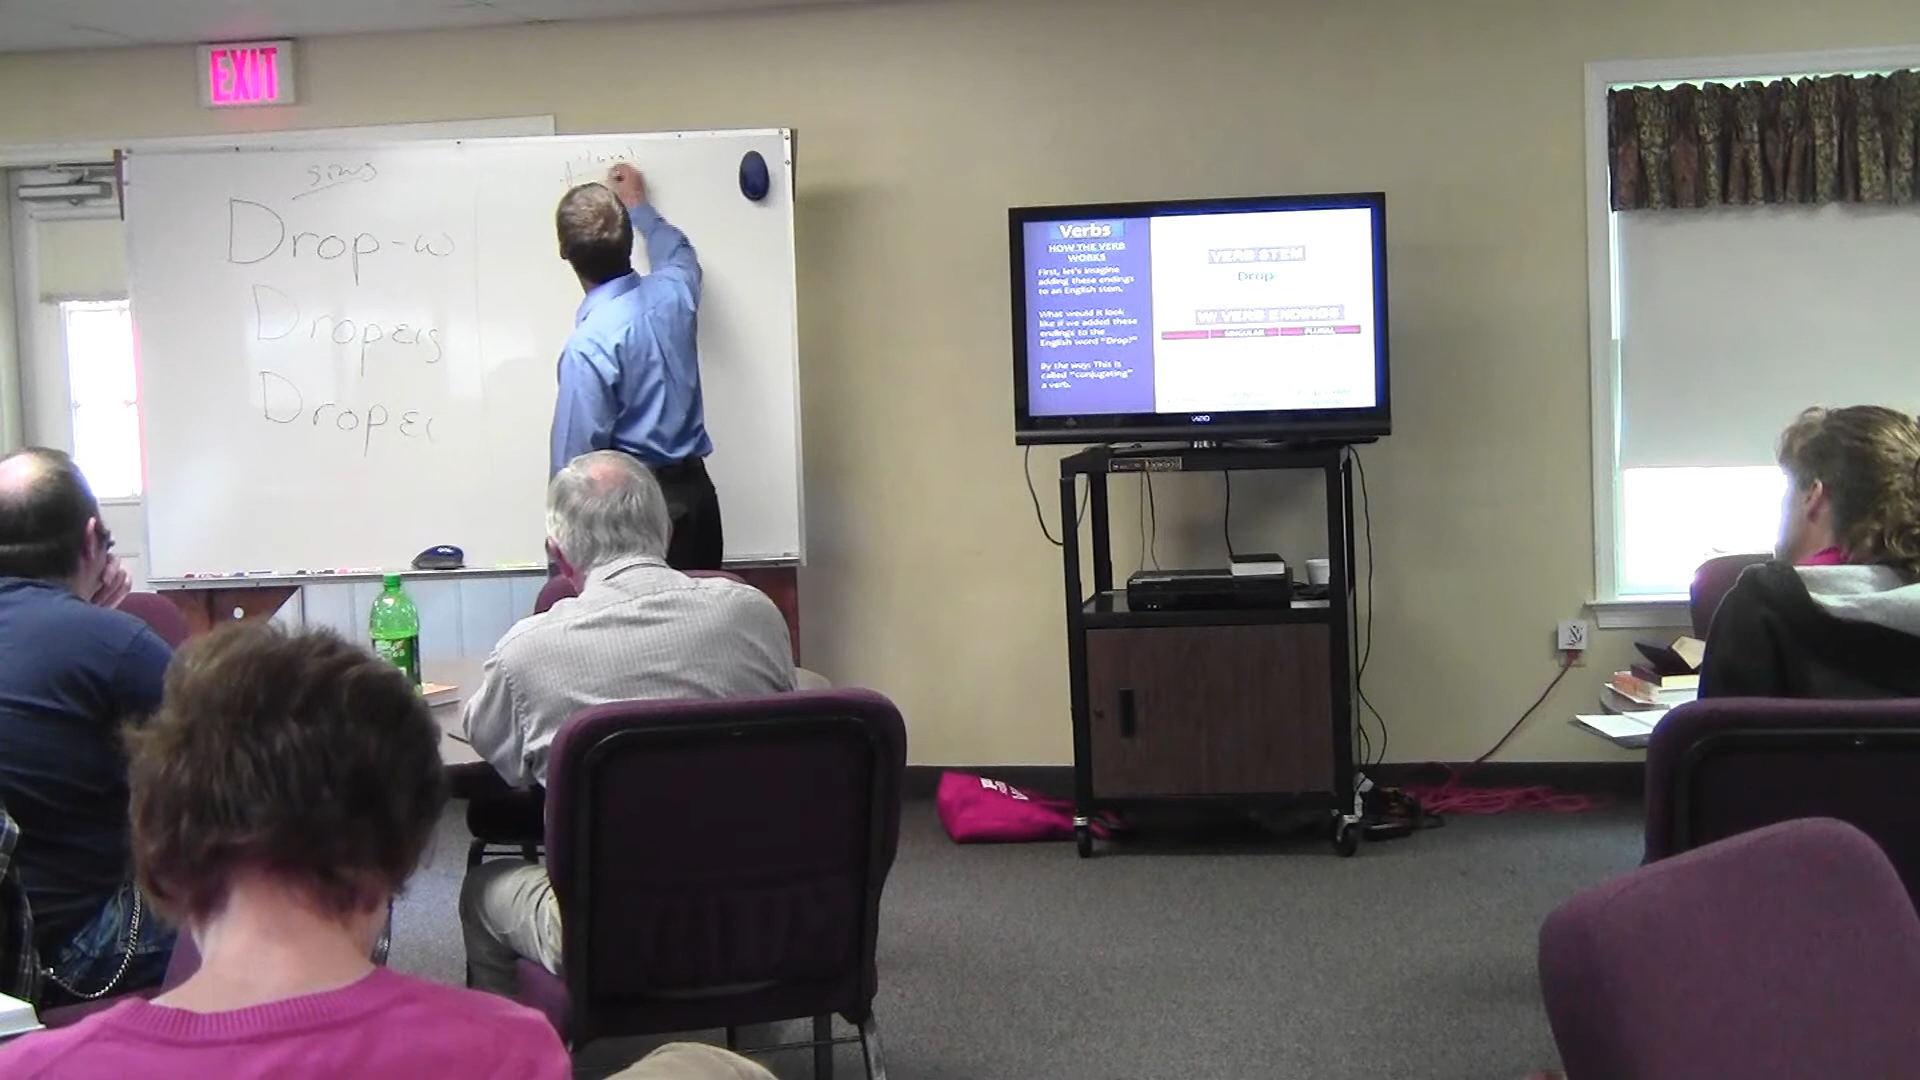 EXIT
sing
plural
Drop-ω
Dropεις
Dropει
Verbs
HOW THE VERB
WORKS
First, let's imagine
adding these endings
to an English stem.
What would it look
like if we added these
endings to the
English word "Drop?"
By the way: This is
called "conjugating"
a verb.
VERB STEM
Drop
W/ VERB ENDINGS
SINGULAR PLURAL
VIZIO